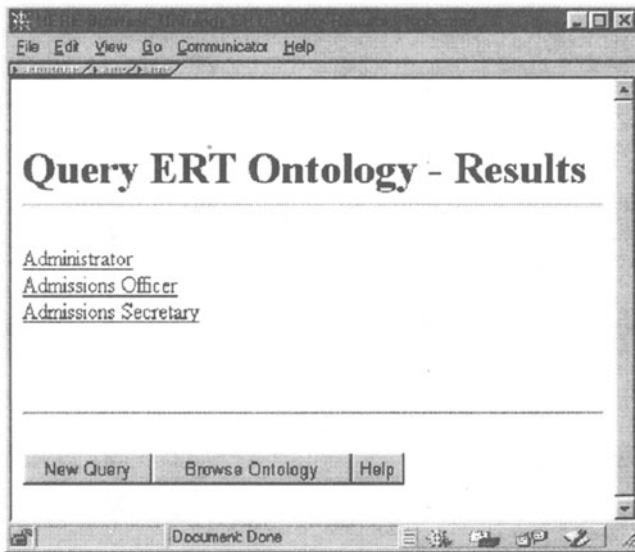 File Edit View Go Communicator Help
Query ERT Ontology - Results
Administrator
Admissions Officer
Admissions Secretary
New Query Browse Ontology Help
Document: Done